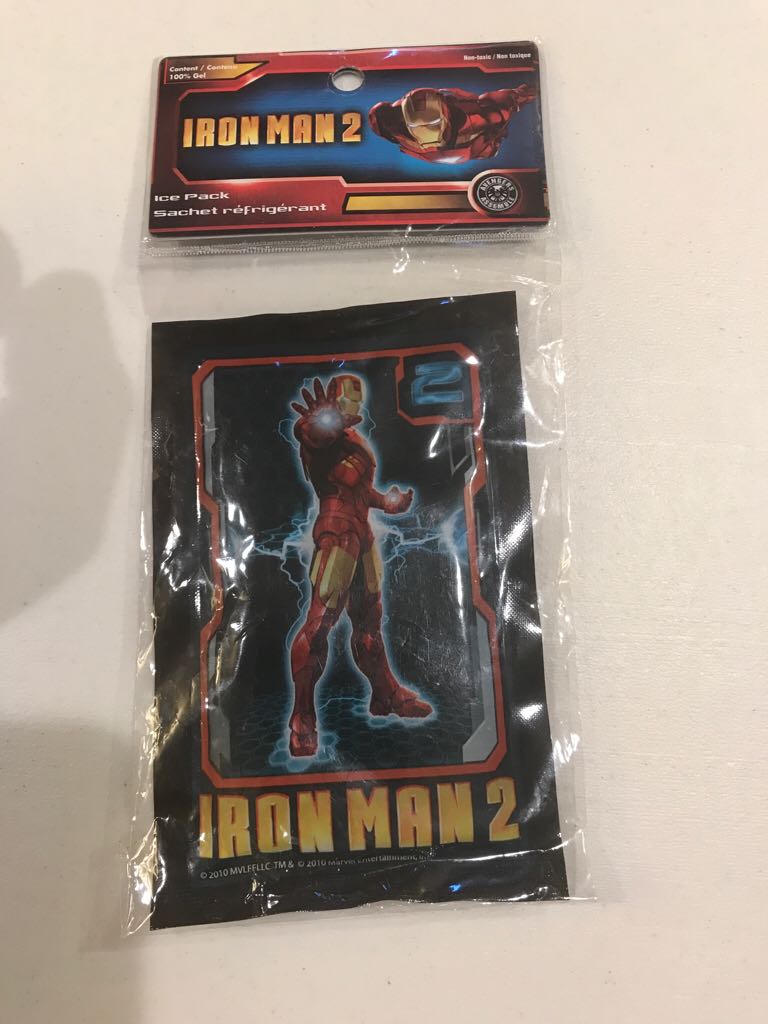 Content / Contenu
100% Gel
Non-toxic / Non toxique
IRON MAN 2
Ice Pack
Sachet réfrigérant
AVENGERS
ASSEMBLE
2
IRON MAN 2
© 2010 MVLFFLLC TM & © 2010 Marvel Entertainment,